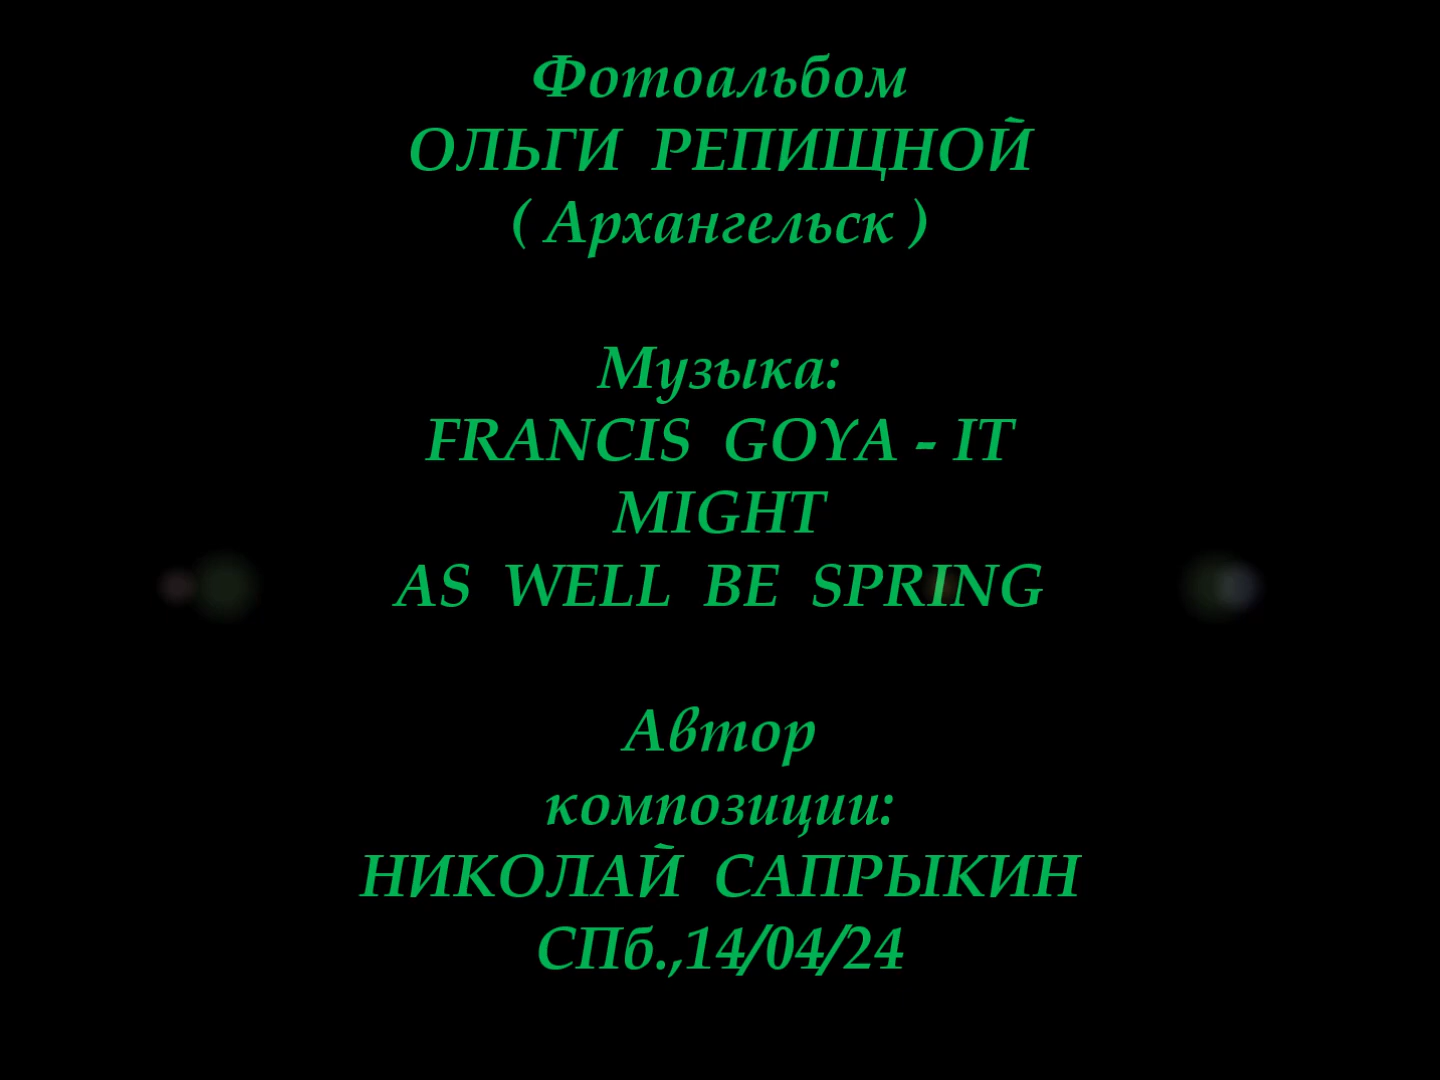 Фотоальбом
ОЛЬГИ РЕПИЩНОЙ
( Архангельск )
Музыка:
FRANCIS GOYA - IT
MIGHT
AS WELL BE SPRING
Автор
композиции:
НИКОЛАЙ САПРЫКИН
СПб.,14/04/24